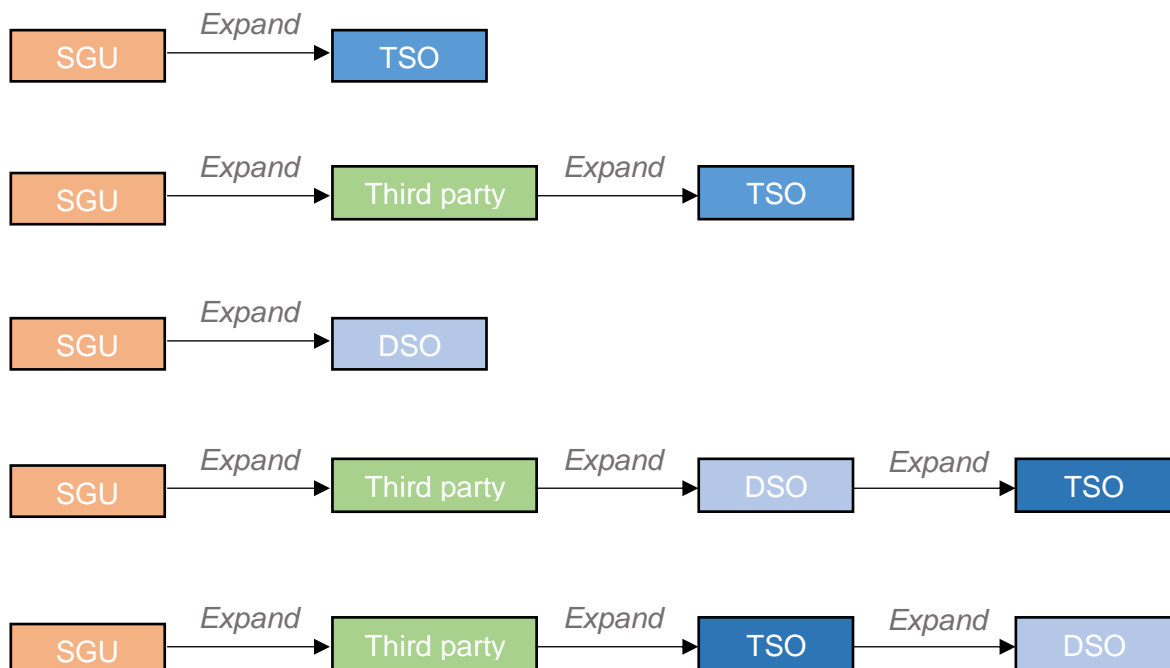 Expand
SGU TSO
Expand Expand
SGU Third party TSO
Expand
SGU DSO
Expand Expand Expand
SGU Third party DSO TSO
Expand Expand Expand
SGU Third party TSO DSO